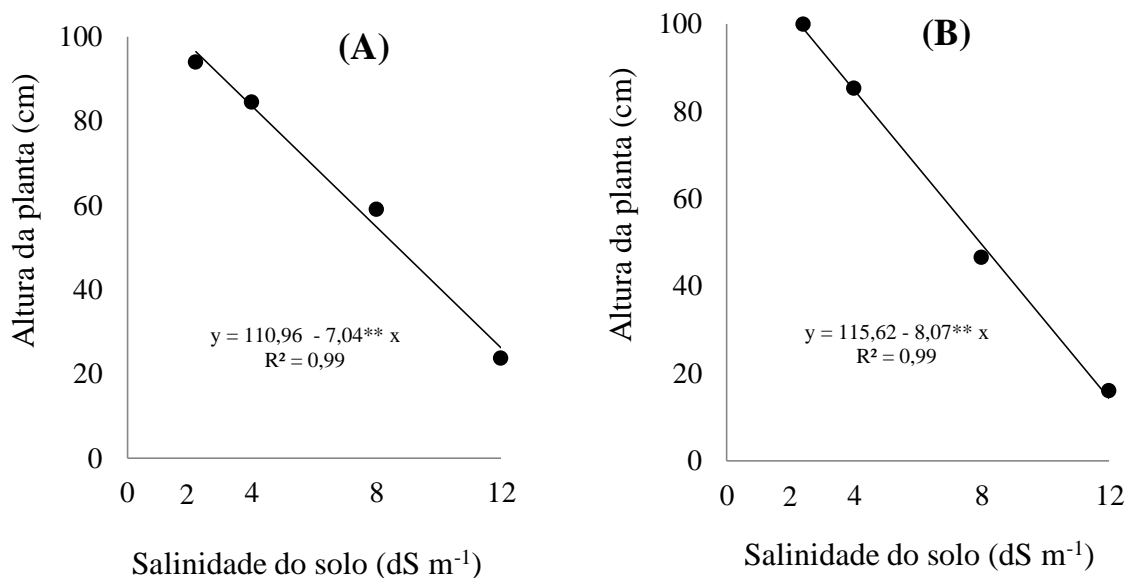 (A)
Altura da planta (cm)
100
80
60
40
20
0
y = 110,96 - 7,04** x
R² = 0,99
0 2 4 8 12
Salinidade do solo (dS m⁻¹)
(B)
Altura da planta (cm)
100
80
60
40
20
0
y = 115,62 - 8,07** x
R² = 0,99
0 2 4 8 12
Salinidade do solo (dS m⁻¹)